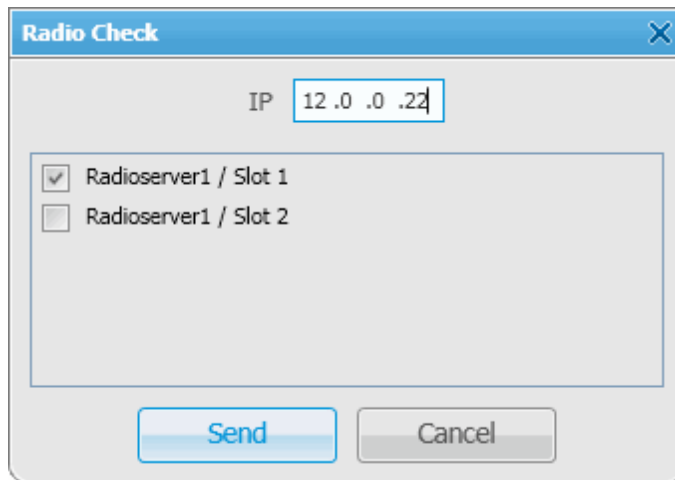 Radio Check
IP 12 .0 .0 .22
Radioserver1 / Slot 1
Radioserver1 / Slot 2
Send Cancel